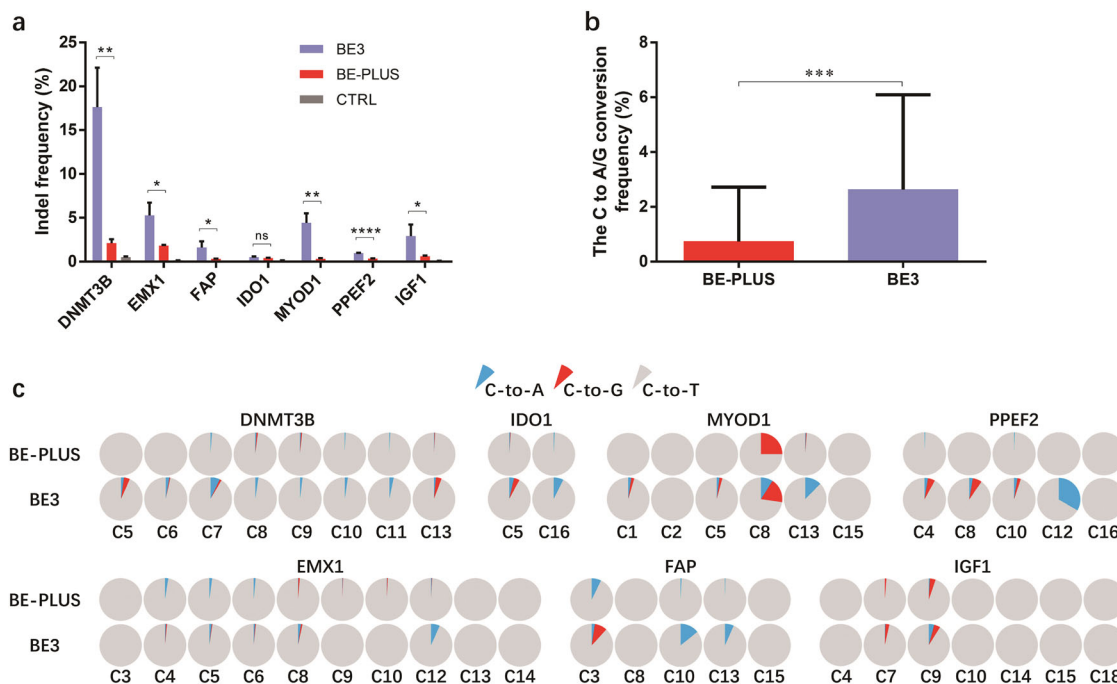 a
25
20
15
10
5
0
Indel frequency (%)
BE3
BE-PLUS
CTRL
**
*
*
ns
**
****
*
DNMT3B
EMX1
FAP
IDO1
MYOD1
PPEF2
IGF1
b
8
6
4
2
0
The C to A/G conversion
frequency (%)
***
BE-PLUS
BE3
c
C-to-A C-to-G C-to-T
DNMT3B IDO1 MYOD1 PPEF2
BE-PLUS
BE3
C5 C6 C7 C8 C9 C10 C11 C13 C5 C16 C1 C2 C5 C8 C13 C15 C4 C8 C10 C12 C16
EMX1 FAP IGF1
BE-PLUS
BE3
C3 C4 C5 C6 C8 C9 C10 C12 C13 C14 C3 C8 C10 C13 C15 C4 C7 C9 C10 C14 C15 C18